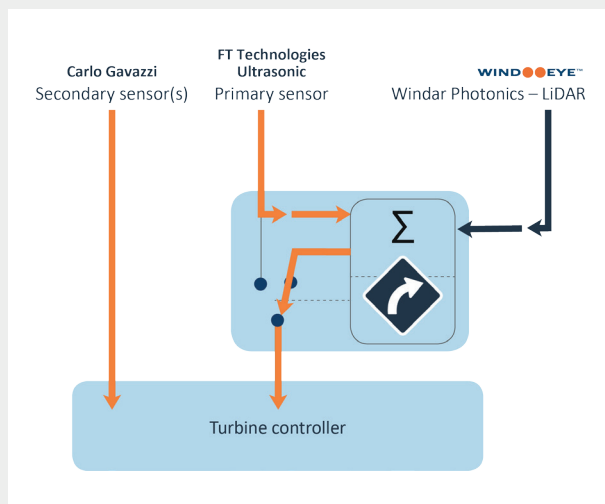 Carlo Gavazzi
Secondary sensor(s)
FT Technologies
Ultrasonic
Primary sensor
WINDEYE™
Windar Photonics – LiDAR
Σ
Turbine controller